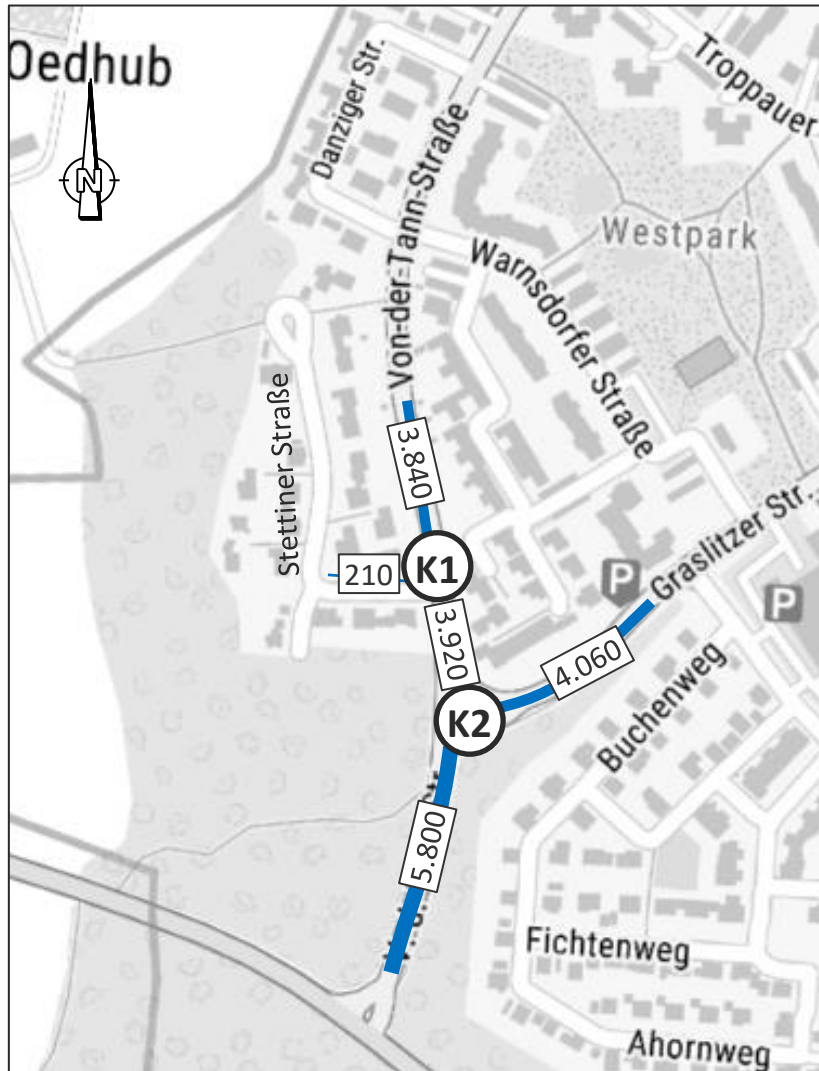 Oedhub
N
Danziger Str.
Troppauer
Von-der-Tann-Straße
Westpark
Warnsdorfer Straße
Stettiner Straße
3.840
Graslitzer Str.
K1
210
P
P
3.920
4.060
Buchenweg
K2
5.800
Fichtenweg
Ahornweg